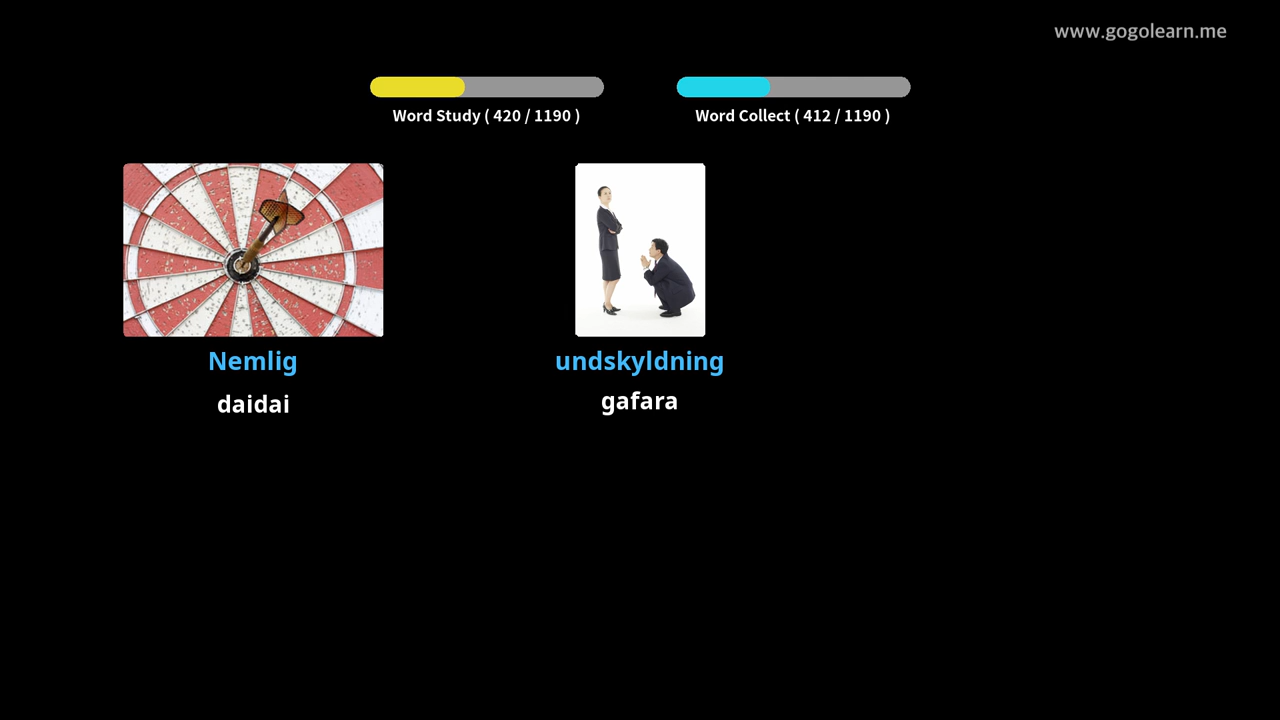 www.gogolearn.me
Word Study ( 420 / 1190 )
Word Collect ( 412 / 1190 )
Nemlig
daidai
undskyldning
gafara